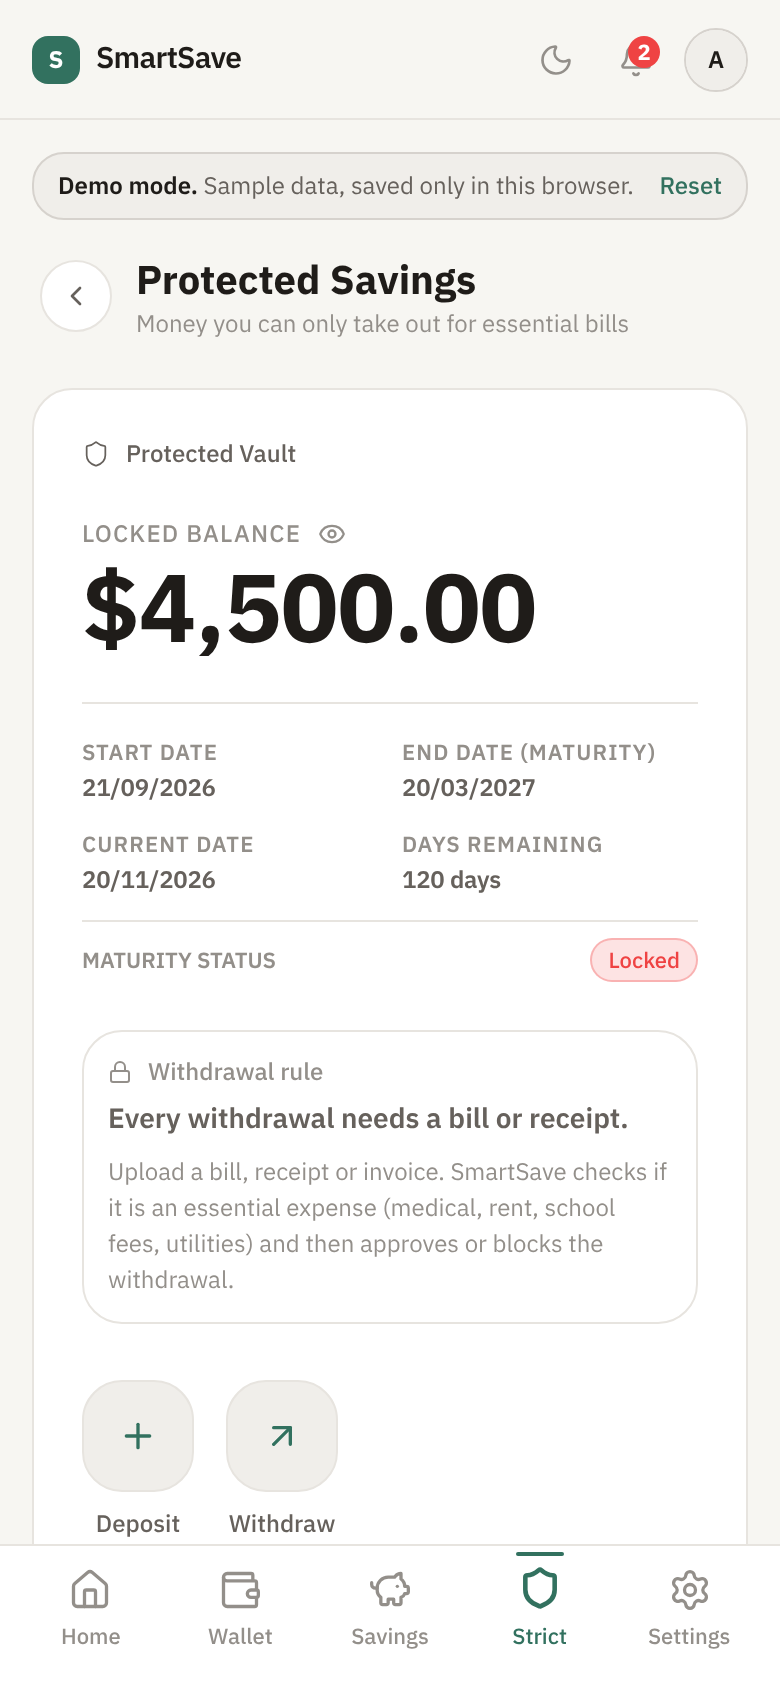 S SmartSave 2 A
Demo mode. Sample data, saved only in this browser. Reset
Protected Savings
Money you can only take out for essential bills
Protected Vault
LOCKED BALANCE
$4,500.00
START DATE
21/09/2026
END DATE (MATURITY)
20/03/2027
CURRENT DATE
20/11/2026
DAYS REMAINING
120 days
MATURITY STATUS Locked
Withdrawal rule
Every withdrawal needs a bill or receipt.
Upload a bill, receipt or invoice. SmartSave checks if
it is an essential expense (medical, rent, school
fees, utilities) and then approves or blocks the
withdrawal.
Deposit Withdraw
Home Wallet Savings Strict Settings